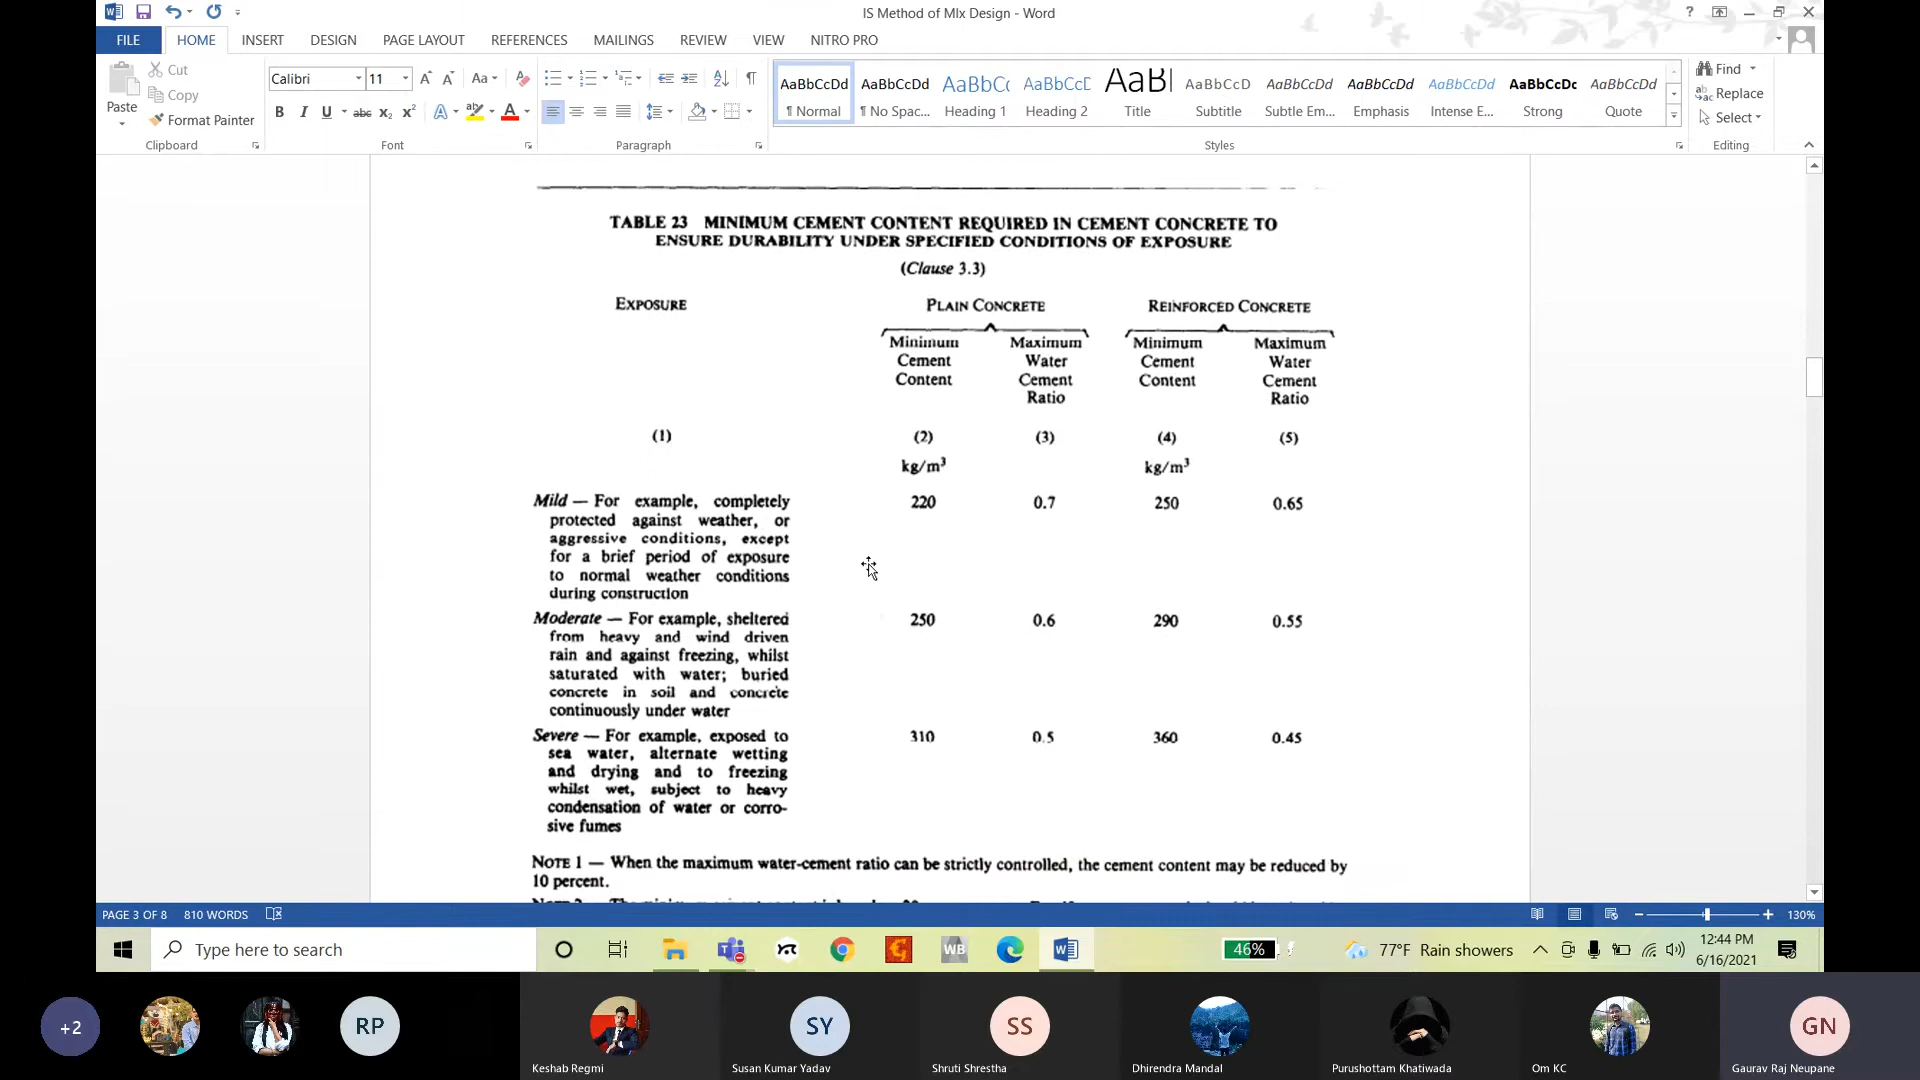 IS Method of MIx Design - Word
FILE HOME INSERT DESIGN PAGE LAYOUT REFERENCES MAILINGS REVIEW VIEW NITRO PRO
Paste
Cut
Copy
Format Painter
Clipboard
Calibri 11
Font
Paragraph
AaBbCcDd AaBbCcDd AaBbCc AaBbCcC AaB AaBbCcD AaBbCcDd AaBbCcDd AaBbCcDd AaBbCcDc AaBbCcDd
¶ Normal ¶ No Spac... Heading 1 Heading 2 Title Subtitle Subtle Em... Emphasis Intense E... Strong Quote
Styles
Find
Replace
Select
Editing
TABLE 23 MINIMUM CEMENT CONTENT REQUIRED IN CEMENT CONCRETE TO
ENSURE DURABILITY UNDER SPECIFIED CONDITIONS OF EXPOSURE
(Clause 3.3)
EXPOSURE PLAIN CONCRETE REINFORCED CONCRETE
Minimum Maximum Minimum Maximum
Cement Water Cement Water
Content Cement Content Cement
Ratio Ratio
(1) (2) (3) (4) (5)
kg/m³ kg/m³
Mild — For example, completely 220 0.7 250 0.65
protected against weather, or
aggressive conditions, except
for a brief period of exposure
to normal weather conditions
during construction
Moderate — For example, sheltered 250 0.6 290 0.55
from heavy and wind driven
rain and against freezing, whilst
saturated with water; buried
concrete in soil and concrete
continuously under water
Severe — For example, exposed to 310 0.5 360 0.45
sea water, alternate wetting
and drying and to freezing
whilst wet, subject to heavy
condensation of water or corro-
sive fumes
NOTE 1 — When the maximum water-cement ratio can be strictly controlled, the cement content may be reduced by
10 percent.
PAGE 3 OF 8 810 WORDS 130%
Type here to search
WB
46%
77°F Rain showers
12:44 PM
6/16/2021
+2
RP
SY
SS
GN
Keshab Regmi
Susan Kumar Yadav
Shruti Shrestha
Dhirendra Mandal
Purushottam Khatiwada
Om KC
Gaurav Raj Neupane